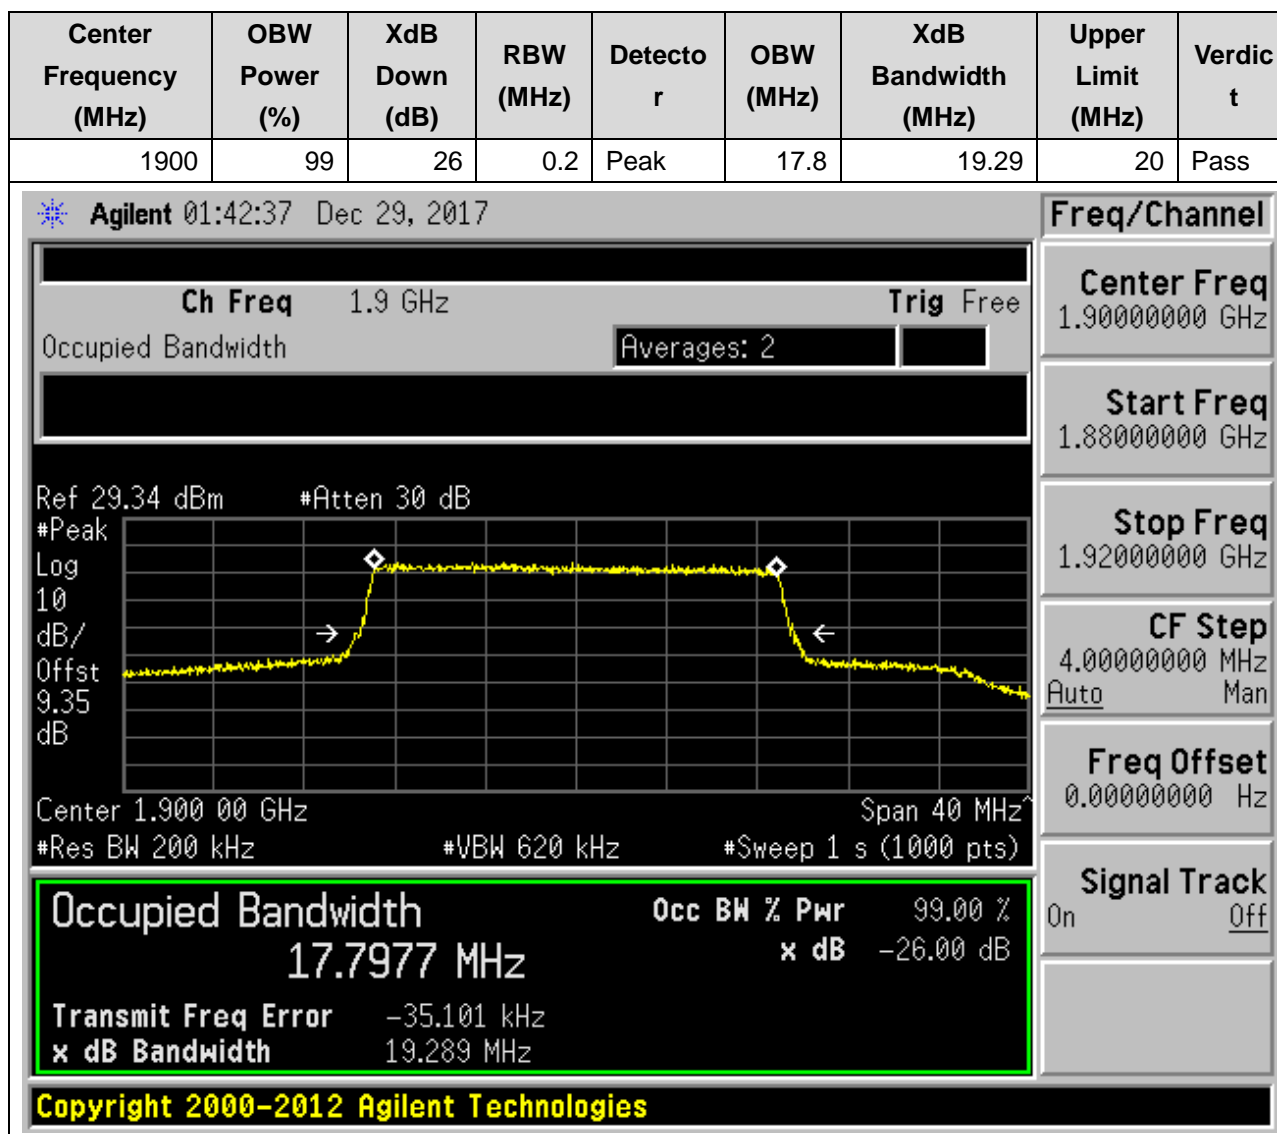 Center Frequency (MHz) OBW Power (%) XdB Down (dB) RBW (MHz) Detector OBW (MHz) XdB Bandwidth (MHz) Upper Limit (MHz) Verdict
1900 99 26 0.2 Peak 17.8 19.29 20 Pass
Agilent 01:42:37 Dec 29, 2017
Freq/Channel
Ch Freq 1.9 GHz Trig Free
Occupied Bandwidth Averages: 2
Ref 29.34 dBm #Atten 30 dB
#Peak
Log
10
dB/
Offst
9.35
dB
Center 1.900 00 GHz Span 40 MHz^
#Res BW 200 kHz #VBW 620 kHz #Sweep 1 s (1000 pts)
Occupied Bandwidth Occ BW % Pwr 99.00 %
17.7977 MHz x dB -26.00 dB
Transmit Freq Error -35.101 kHz
x dB Bandwidth 19.289 MHz
Center Freq
1.90000000 GHz
Start Freq
1.88000000 GHz
Stop Freq
1.92000000 GHz
CF Step
4.00000000 MHz
Auto Man
Freq Offset
0.00000000 Hz
Signal Track
On Off
Copyright 2000-2012 Agilent Technologies